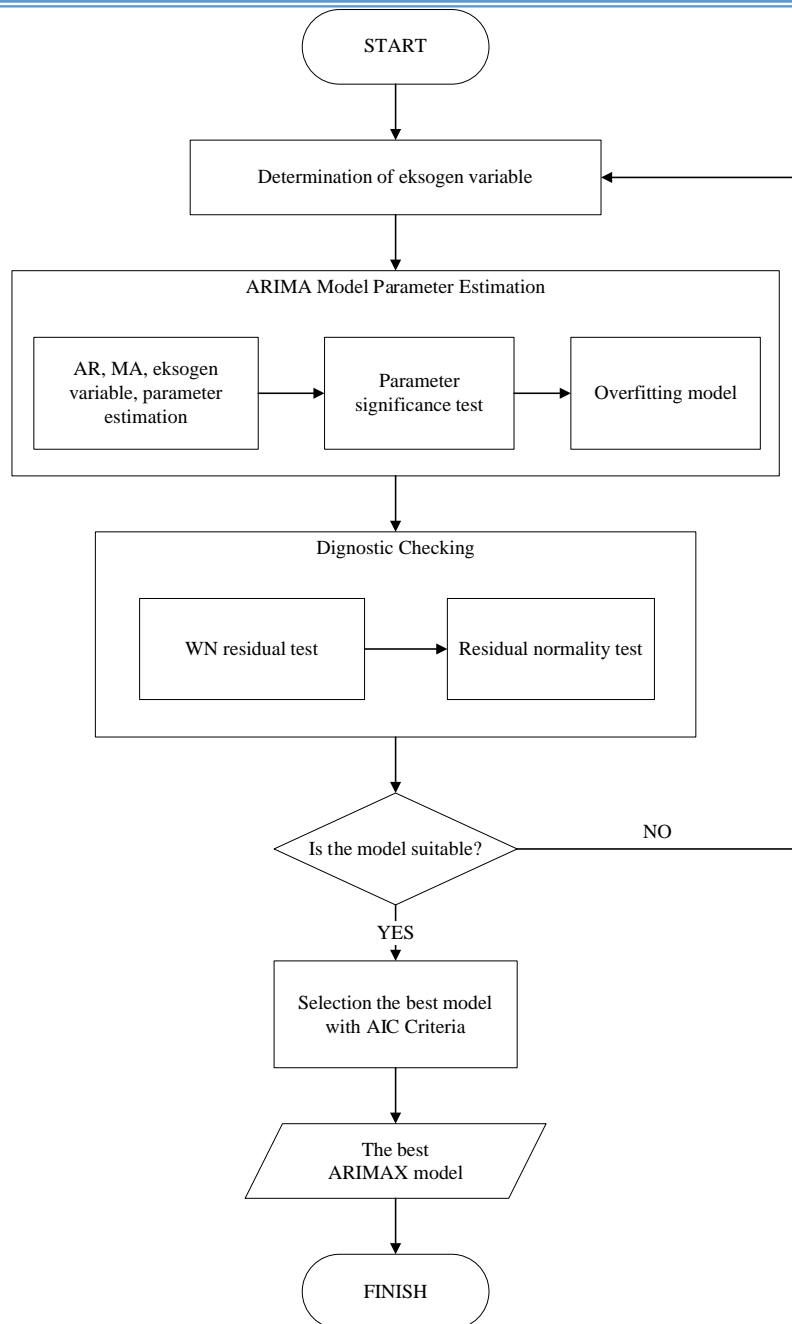 START
Determination of eksogen variable
ARIMA Model Parameter Estimation
AR, MA, eksogen
variable, parameter
estimation
Parameter
significance test
Overfitting model
Dignostic Checking
WN residual test
Residual normality test
Is the model suitable?
NO
YES
Selection the best model
with AIC Criteria
The best
ARIMAX model
FINISH